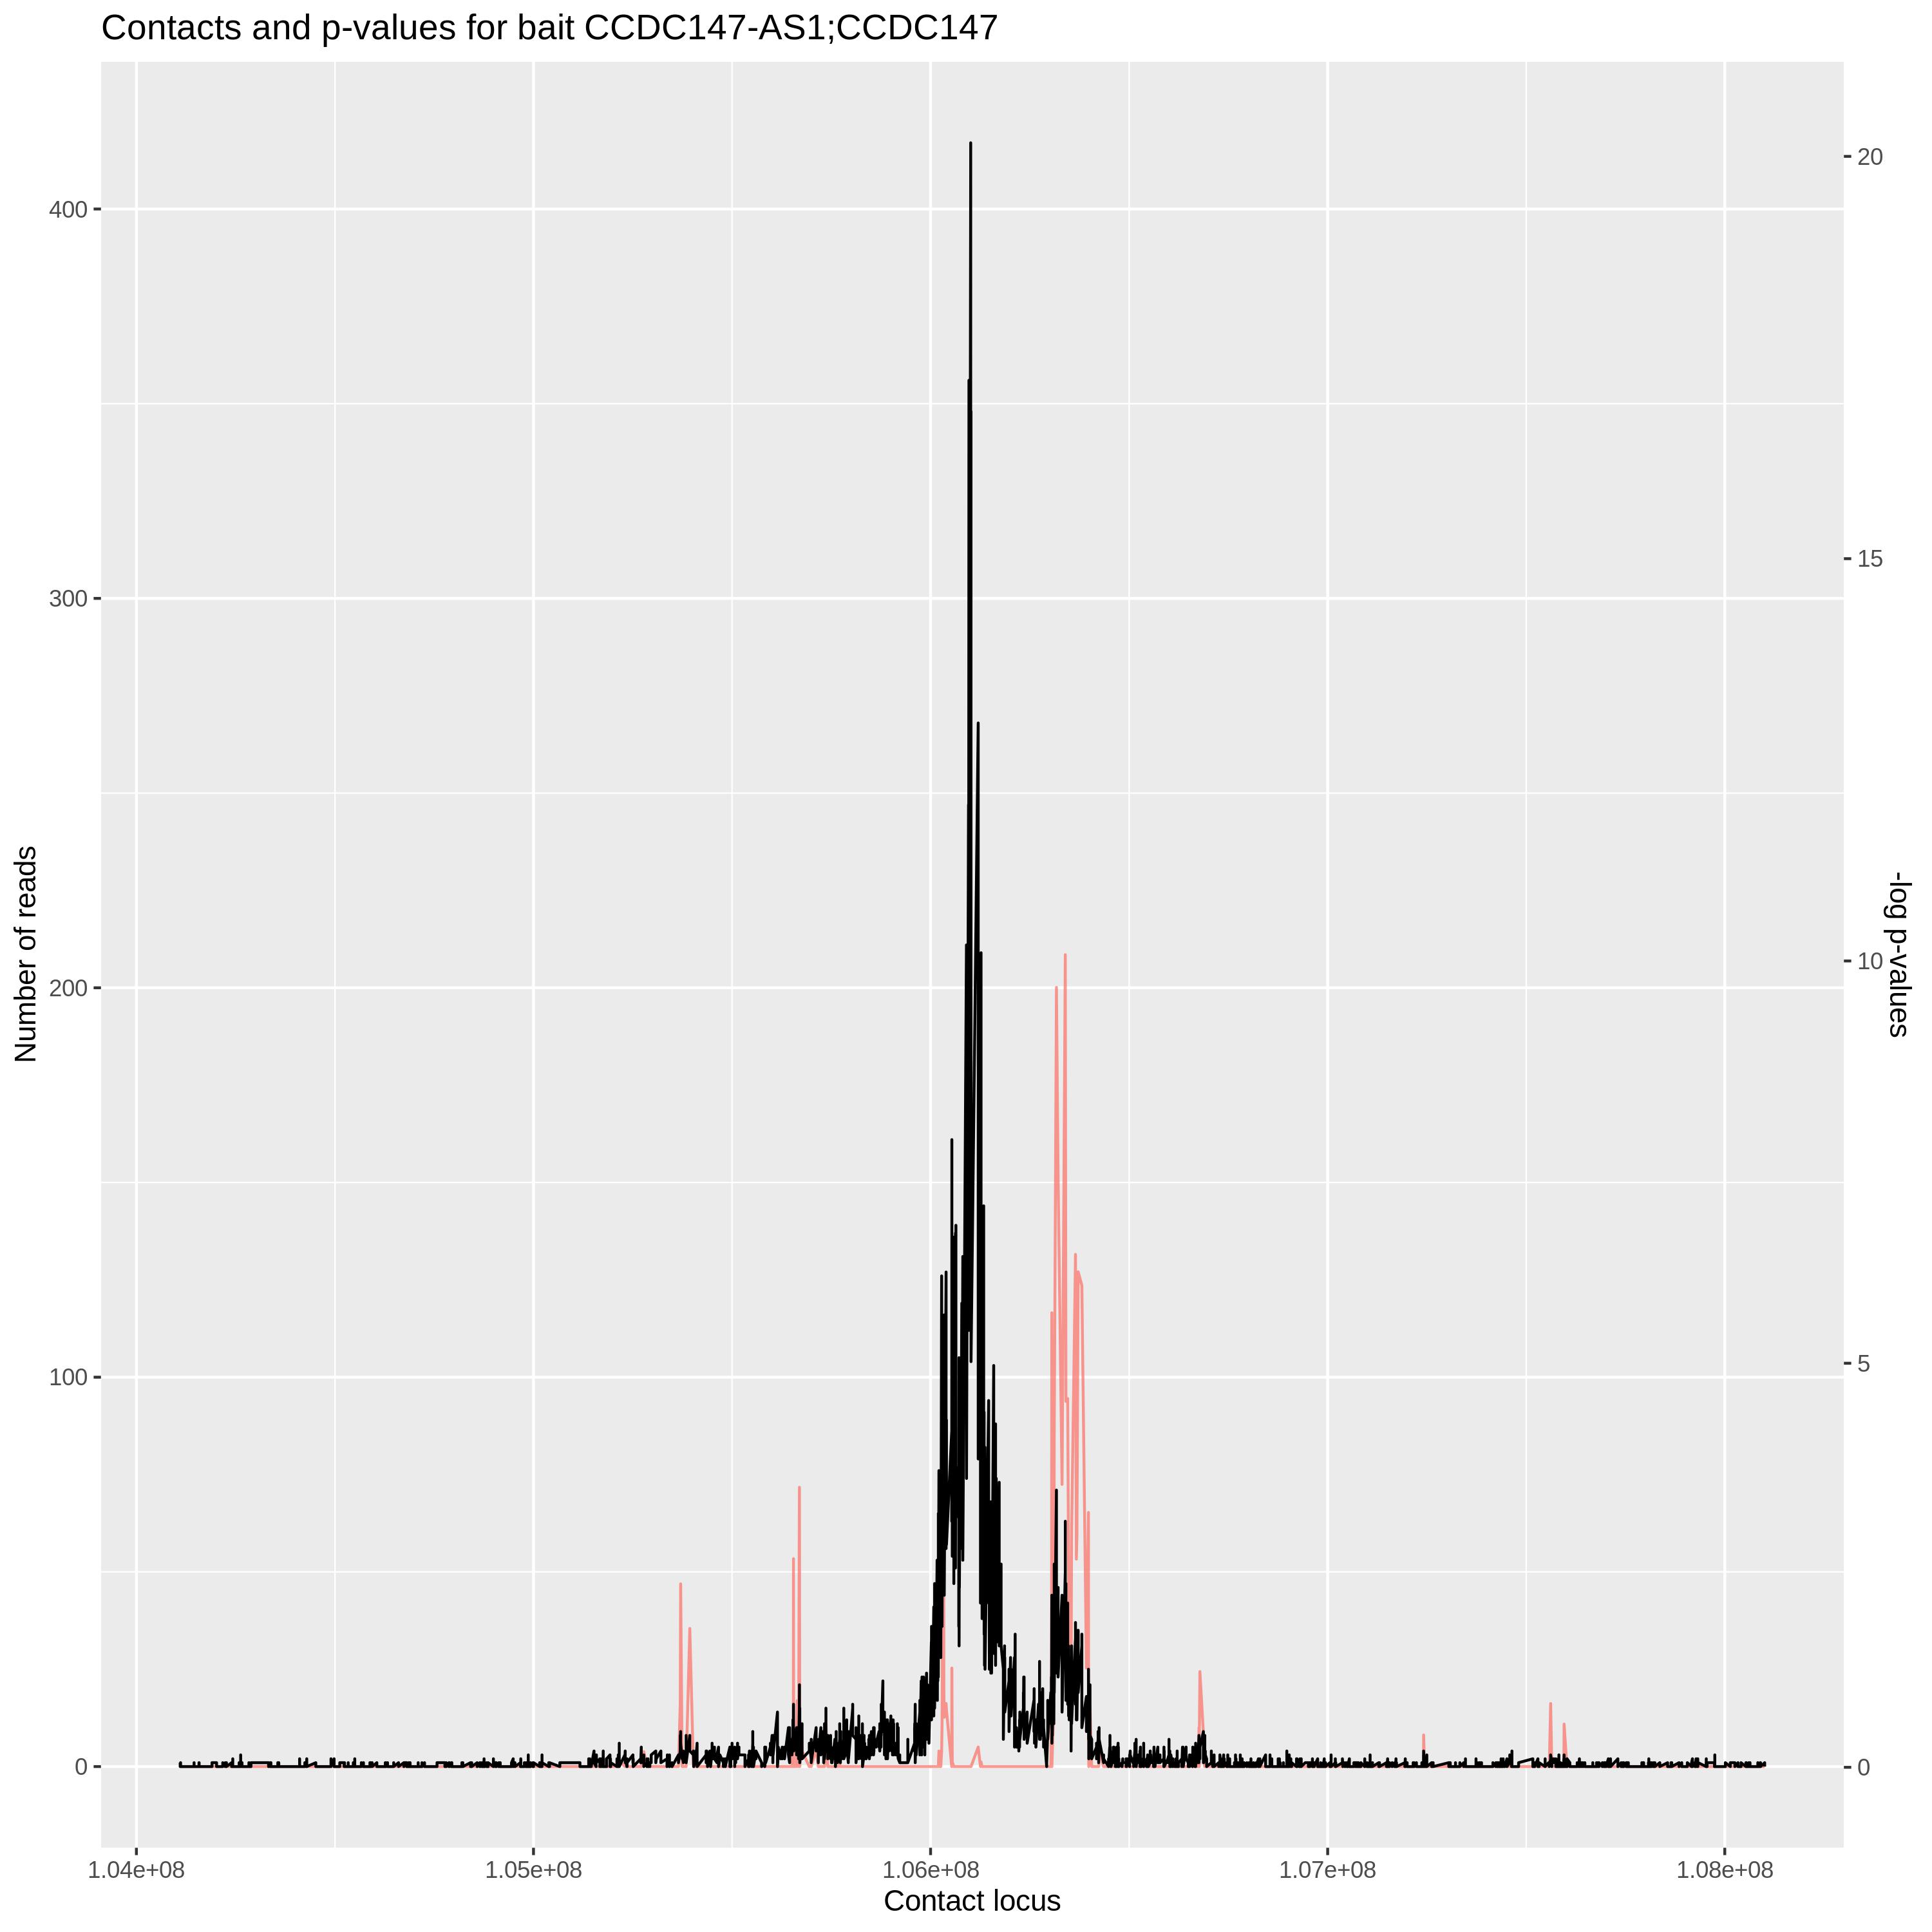 Contacts and p-values for bait CCDC147-AS1;CCDC147
400
300
200
100
0
Number of reads
20
15
10
5
0
-log p-values
1.04e+08
1.05e+08
1.06e+08
1.07e+08
1.08e+08
Contact locus